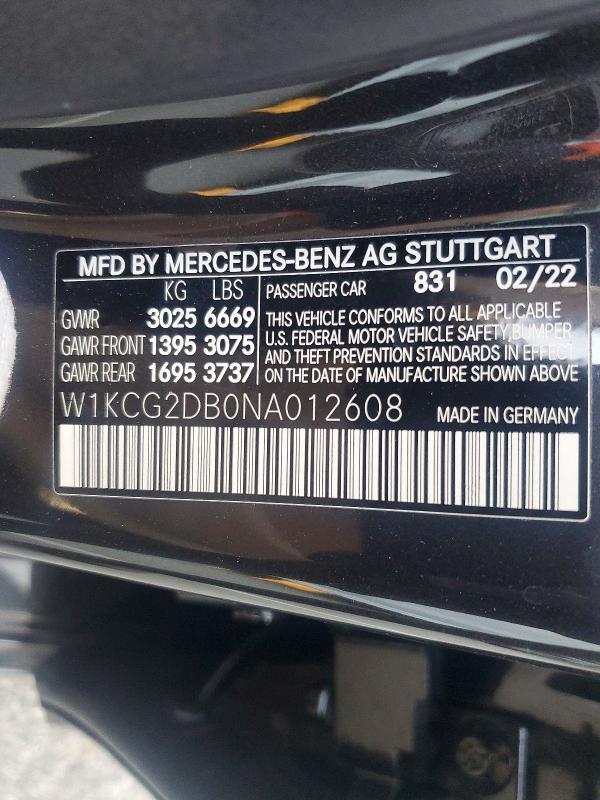 MFD BY MERCEDES-BENZ AG STUTTGART
KG LBS
GVWR 3025 6669
GAWR FRONT 1395 3075
GAWR REAR 1695 3737
PASSENGER CAR 831 02/22
THIS VEHICLE CONFORMS TO ALL APPLICABLE
U.S. FEDERAL MOTOR VEHICLE SAFETY,BUMPER
AND THEFT PREVENTION STANDARDS IN EFFECT
ON THE DATE OF MANUFACTURE SHOWN ABOVE
W1KCG2DB0NA012608 MADE IN GERMANY